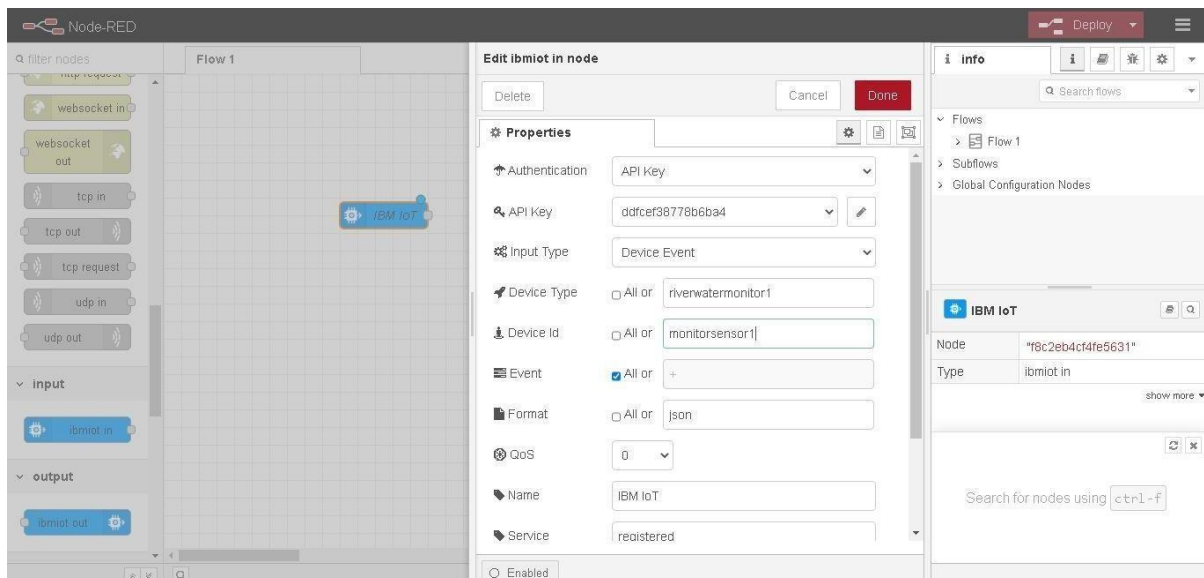 Node-RED
Deploy
filter nodes
http request
websocket in
websocket
out
tcp in
tcp out
tcp request
udp in
udp out
input
ibmiot in
output
ibmiot out
Flow 1
IBM IoT
Edit ibmiot in node
Delete
Cancel
Done
Properties
Authentication
API Key
API Key
ddfcef38778b6ba4
Input Type
Device Event
Device Type
All or
riverwatermonitor1
Device Id
All or
monitorsensor1
Event
All or
+
Format
All or
json
QoS
0
Name
IBM IoT
Service
registered
Enabled
info
Search flows
Flows
Flow 1
Subflows
Global Configuration Nodes
IBM IoT
Node
"f8c2eb4cf4fe5631"
Type
ibmiot in
show more
Search for nodes using ctrl-f